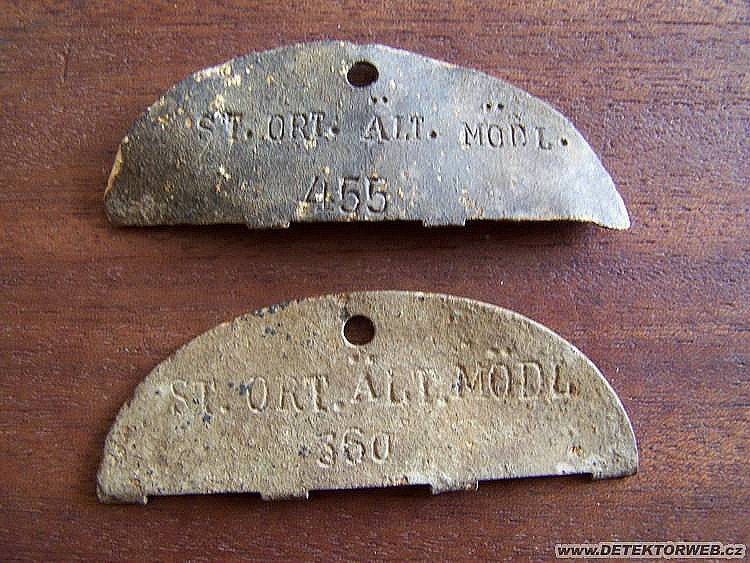 ST. ORT. ÄLT. MÖDL.
455
ST. ORT. ÄLT. MÖDL
360
www.DETEKTORWEB.cz